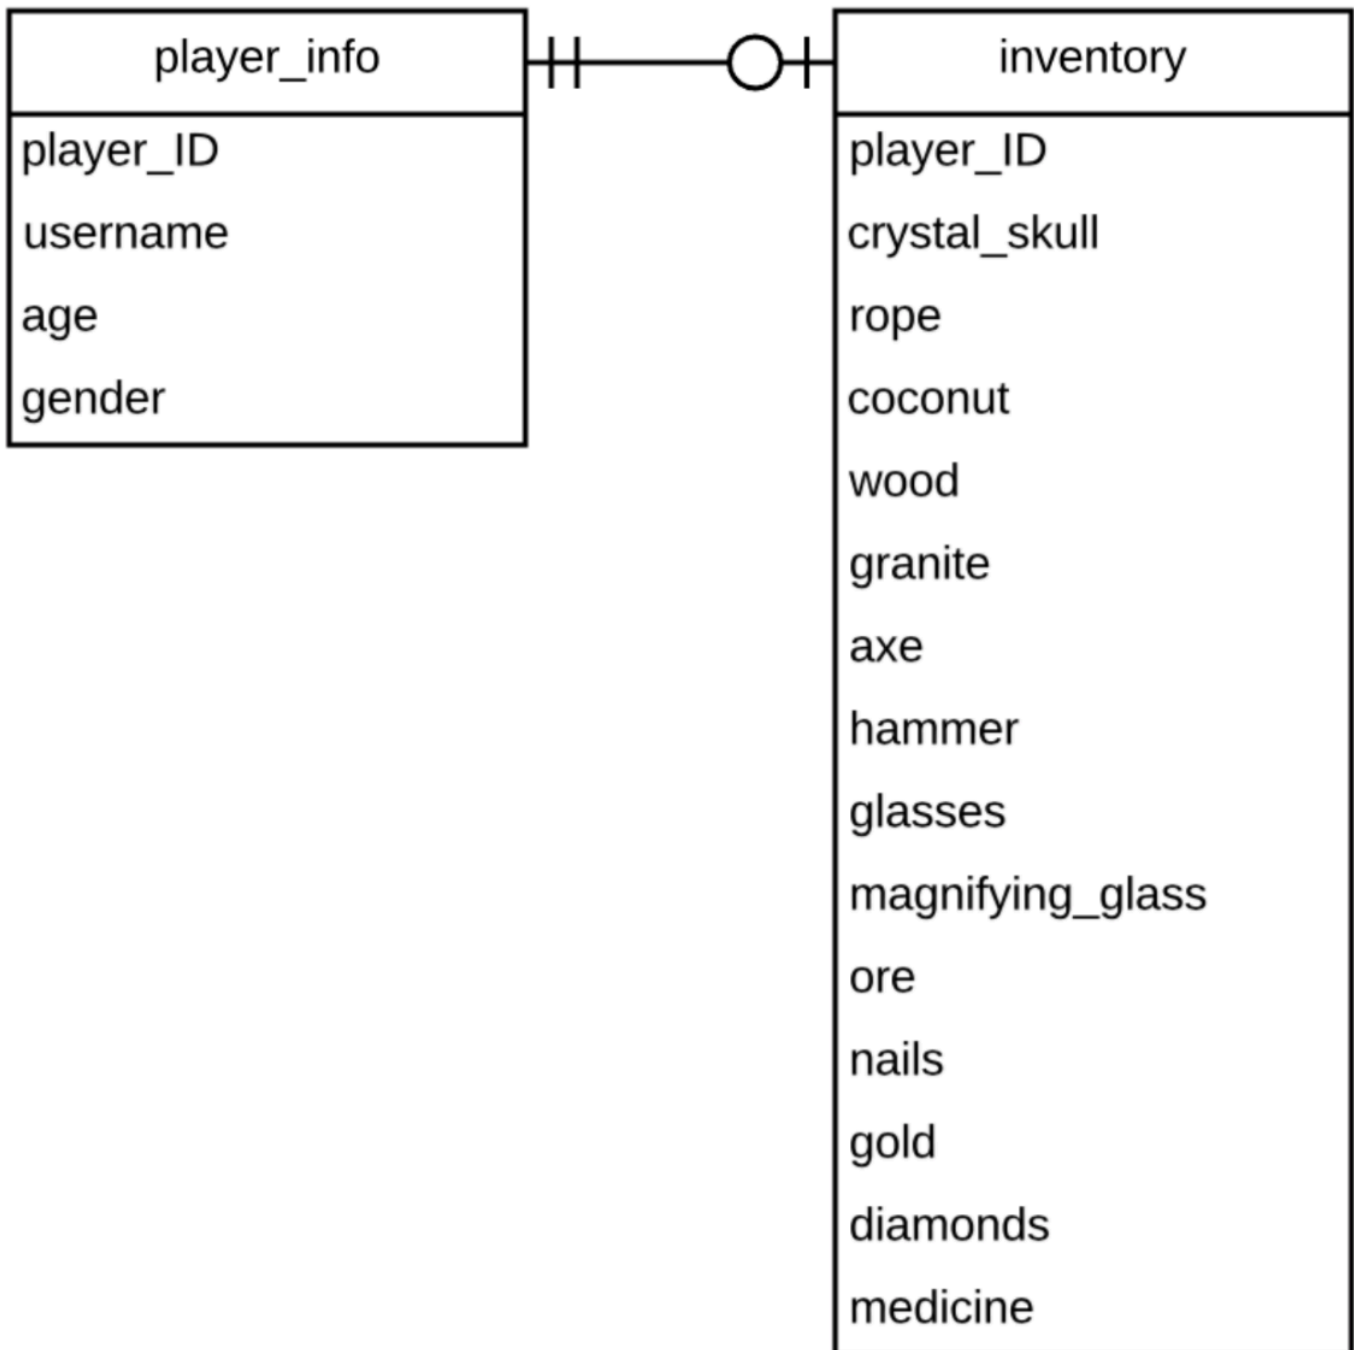 player_info
player_ID
username
age
gender
inventory
player_ID
crystal_skull
rope
coconut
wood
granite
axe
hammer
glasses
magnifying_glass
ore
nails
gold
diamonds
medicine